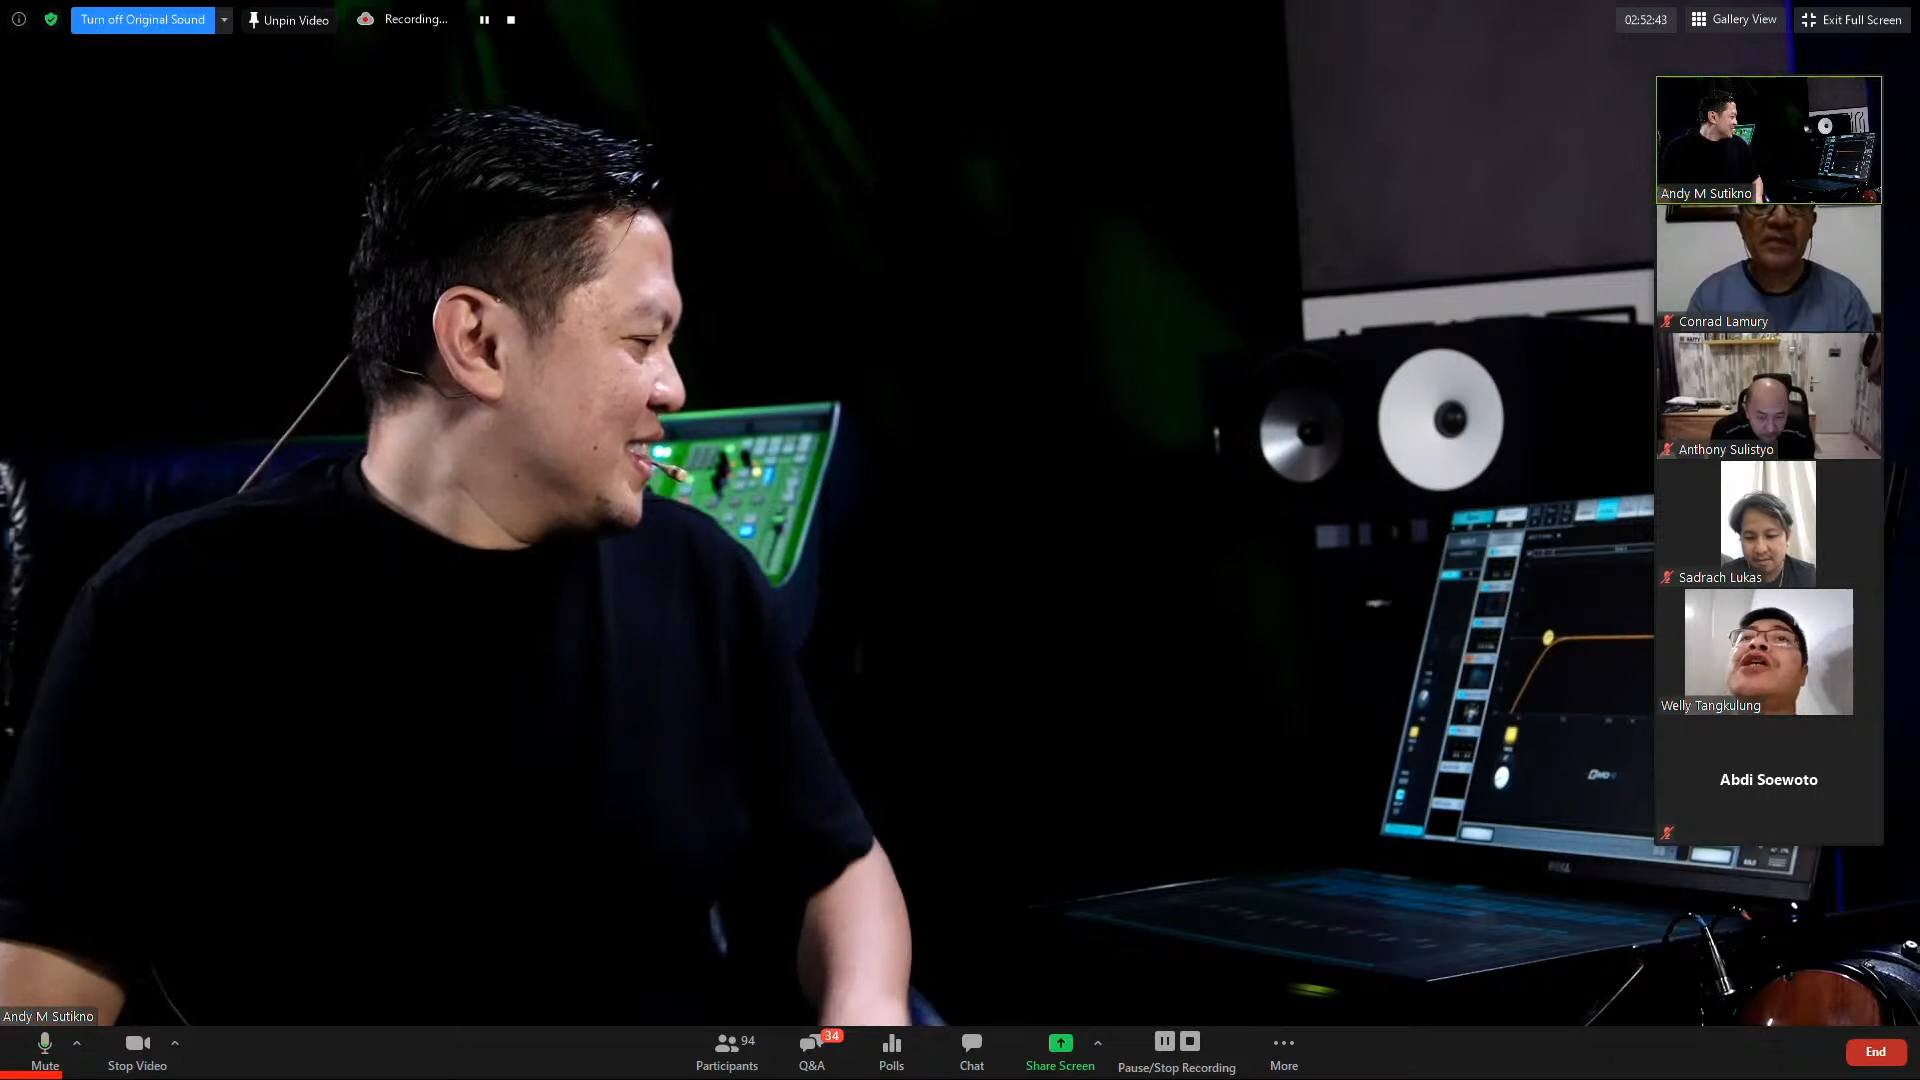 Turn off Original Sound
Unpin Video
Recording...
02:52:43
Gallery View
Exit Full Screen
Andy M Sutikno
Conrad Lamury
Anthony Sulistyo
Sadrach Lukas
Welly Tangkulung
Abdi Soewoto
DELL
Andy M Sutikno
Mute
Stop Video
94
Participants
34
Q&A
Polls
Chat
Share Screen
Pause/Stop Recording
More
End